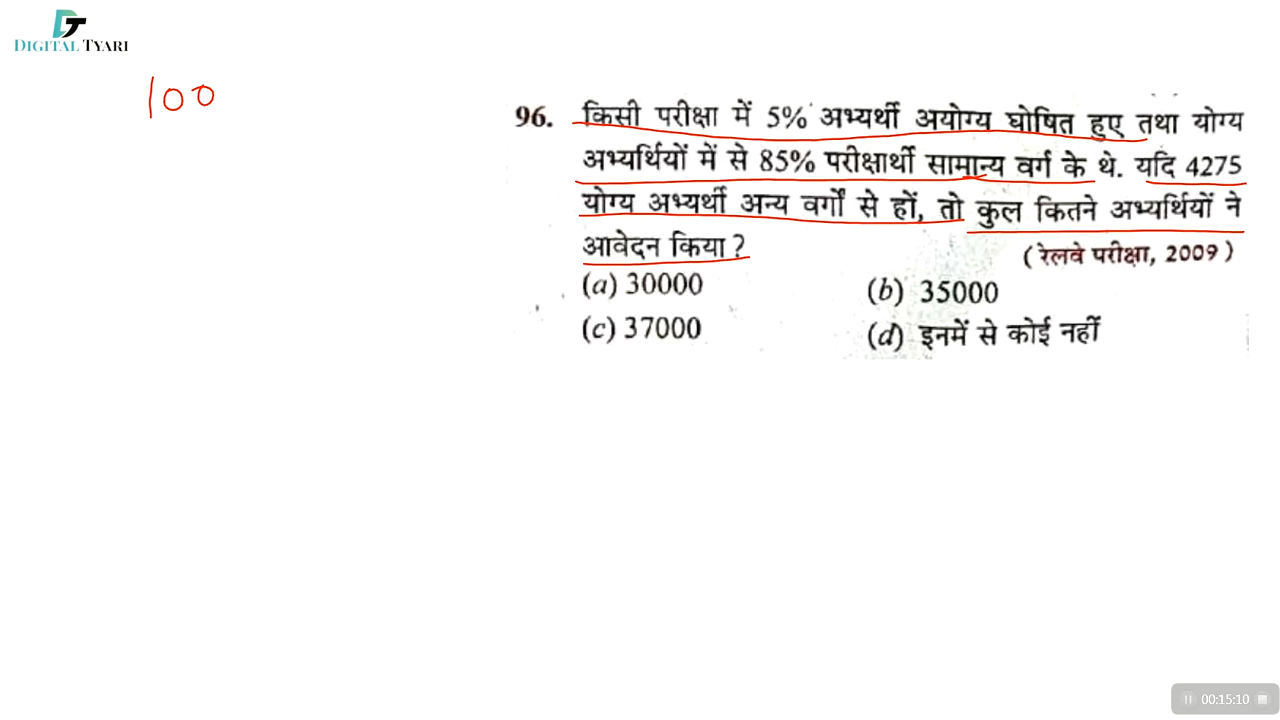 DIGITAL TYARI
100
96. किसी परीक्षा में 5% अभ्यर्थी अयोग्य घोषित हुए तथा योग्य
अभ्यर्थियों में से 85% परीक्षार्थी सामान्य वर्ग के थे. यदि 4275
योग्य अभ्यर्थी अन्य वर्गों से हों, तो कुल कितने अभ्यर्थियों ने
आवेदन किया?
(रेलवे परीक्षा, 2009)
(a) 30000 (b) 35000
(c) 37000 (d) इनमें से कोई नहीं
00:15:10